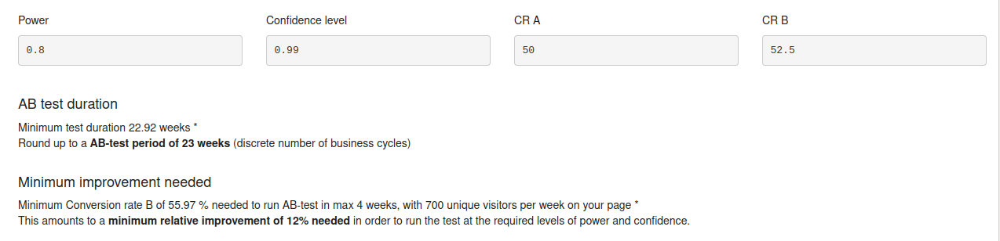 Power Confidence level CR A CR B
0.8 0.99 50 52.5
AB test duration
Minimum test duration 22.92 weeks *
Round up to a AB-test period of 23 weeks (discrete number of business cycles)
Minimum improvement needed
Minimum Conversion rate B of 55.97 % needed to run AB-test in max 4 weeks, with 700 unique visitors per week on your page *
This amounts to a minimum relative improvement of 12% needed in order to run the test at the required levels of power and confidence.